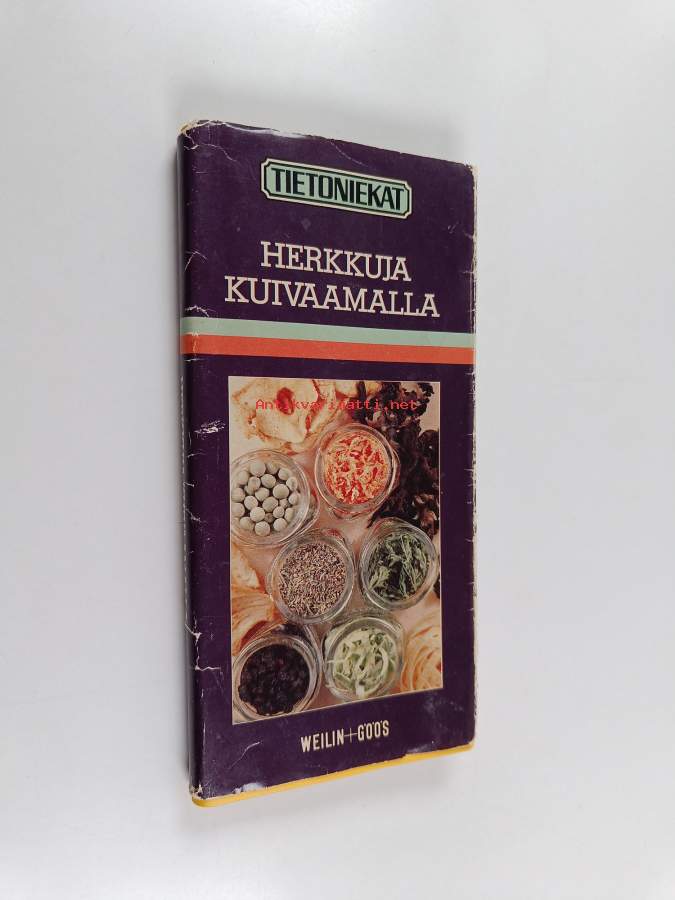 TIETONIEKAT
HERKKUJA
KUIVAAMALLA
Antikvariaatti.net
WEILIN+GÖÖS